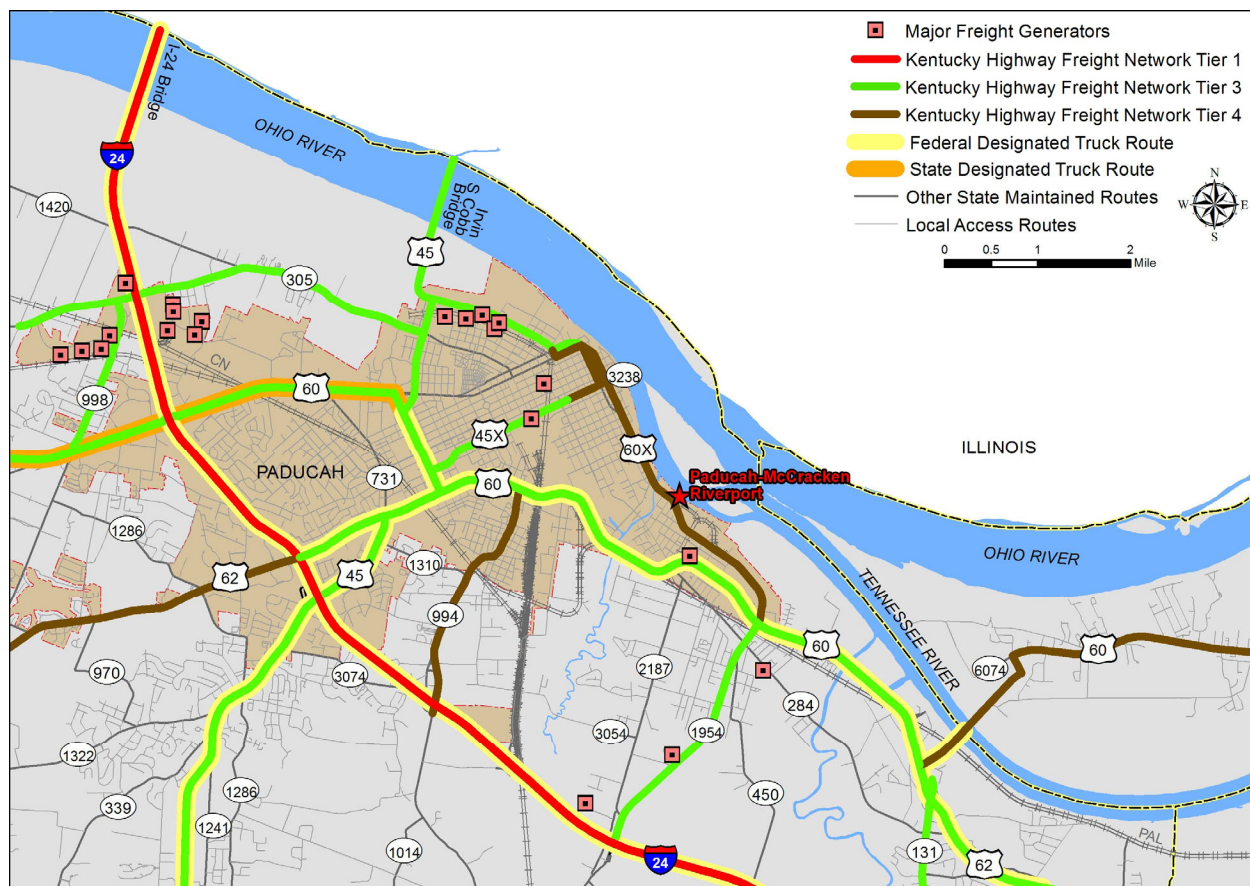 Major Freight Generators
Kentucky Highway Freight Network Tier 1
Kentucky Highway Freight Network Tier 3
Kentucky Highway Freight Network Tier 4
Federal Designated Truck Route
State Designated Truck Route
Other State Maintained Routes
Local Access Routes
N
W
E
S
0
0.5
1
2
Mile
I-24 Bridge
OHIO RIVER
24
Irvin
S Cobb
Bridge
1420
45
305
CN
998
60
3238
45X
60X
ILLINOIS
PADUCAH
731
60
Paducah-McCracken
Riverport
1286
62
45
1310
994
OHIO RIVER
TENNESSEE RIVER
60
60
6074
970
3074
2187
284
1322
3054
1954
339
1286
450
1241
1014
24
131
62
PAL